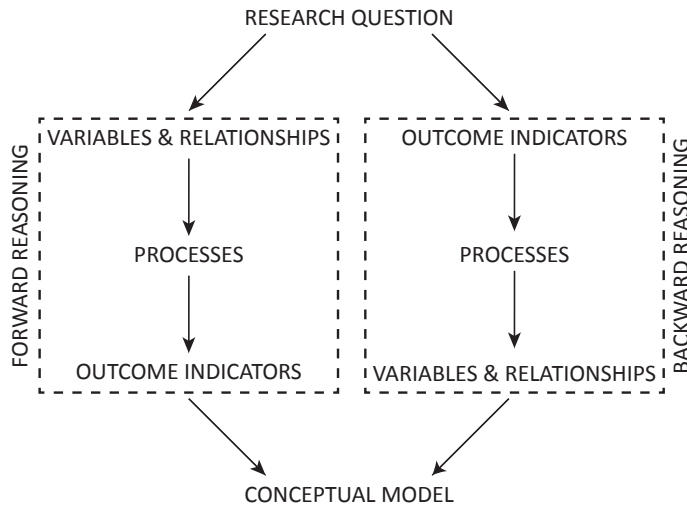 RESEARCH QUESTION
FORWARD REASONING
VARIABLES & RELATIONSHIPS
PROCESSES
OUTCOME INDICATORS
OUTCOME INDICATORS
PROCESSES
VARIABLES & RELATIONSHIPS
BACKWARD REASONING
CONCEPTUAL MODEL